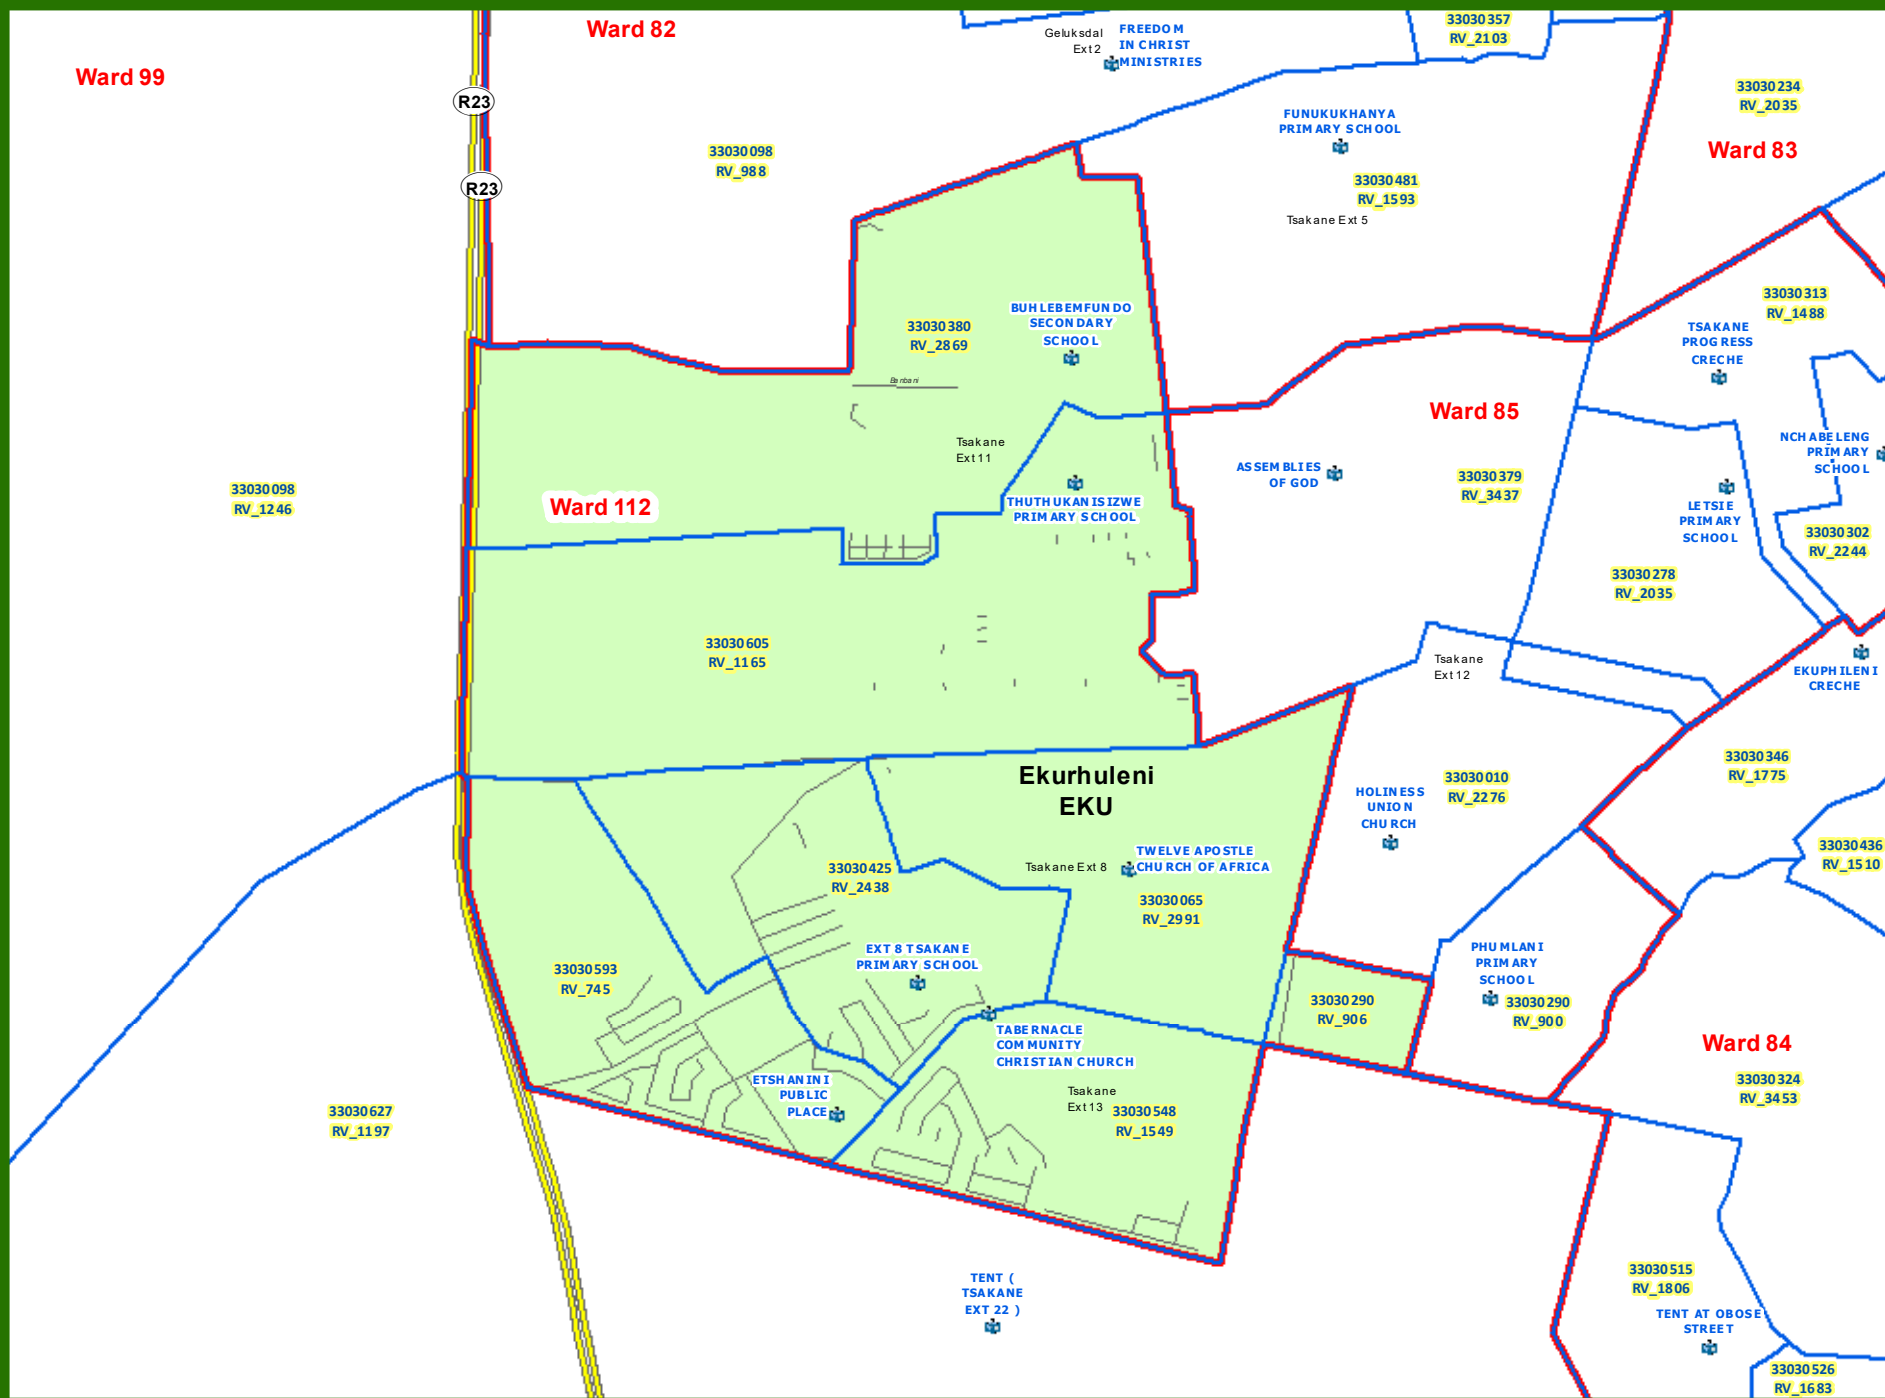 Ward 82
Ward 99
R23
R23
33030098
RV_988
Geluksdal
Ext 2
FREEDOM
IN CHRIST
MINISTRIES
33030357
RV_2103
33030234
RV_2035
Ward 83
FUNUKUKHANYA
PRIMARY SCHOOL
33030481
RV_1593
Tsakane Ext 5
33030313
RV_1488
TSAKANE
PROGRESS
CRECHE
BUHLEBEMFUNDO
SECONDARY
SCHOOL
33030380
RV_2869
Banbani
Tsakane
Ext 11
Ward 85
ASSEMBLIES
OF GOD
33030379
RV_3437
NCHABELENG
PRIMARY
SCHOOL
LETSIE
PRIMARY
SCHOOL
33030302
RV_2244
33030278
RV_2035
33030098
RV_1246
Ward 112
THUTHUKANISIZWE
PRIMARY SCHOOL
33030605
RV_1165
Tsakane
Ext 12
EKUPHILENI
CRECHE
33030346
RV_1775
33030010
RV_2276
HOLINESS
UNION
CHURCH
33030436
RV_1510
Ekurhuleni
EKU
TWELVE APOSTLE
CHURCH OF AFRICA
Tsakane Ext 8
33030425
RV_2438
33030065
RV_2991
EXT 8 TSAKANE
PRIMARY SCHOOL
33030593
RV_745
PHUMLANI
PRIMARY
SCHOOL
33030290
RV_900
33030290
RV_906
TABERNACLE
COMMUNITY
CHRISTIAN CHURCH
Ward 84
33030324
RV_3453
ETSHANINI
PUBLIC
PLACE
Tsakane
Ext 13
33030548
RV_1549
33030627
RV_1197
TENT (
TSAKANE
EXT 22 )
33030515
RV_1806
TENT AT OBOSE
STREET
33030526
RV_1683